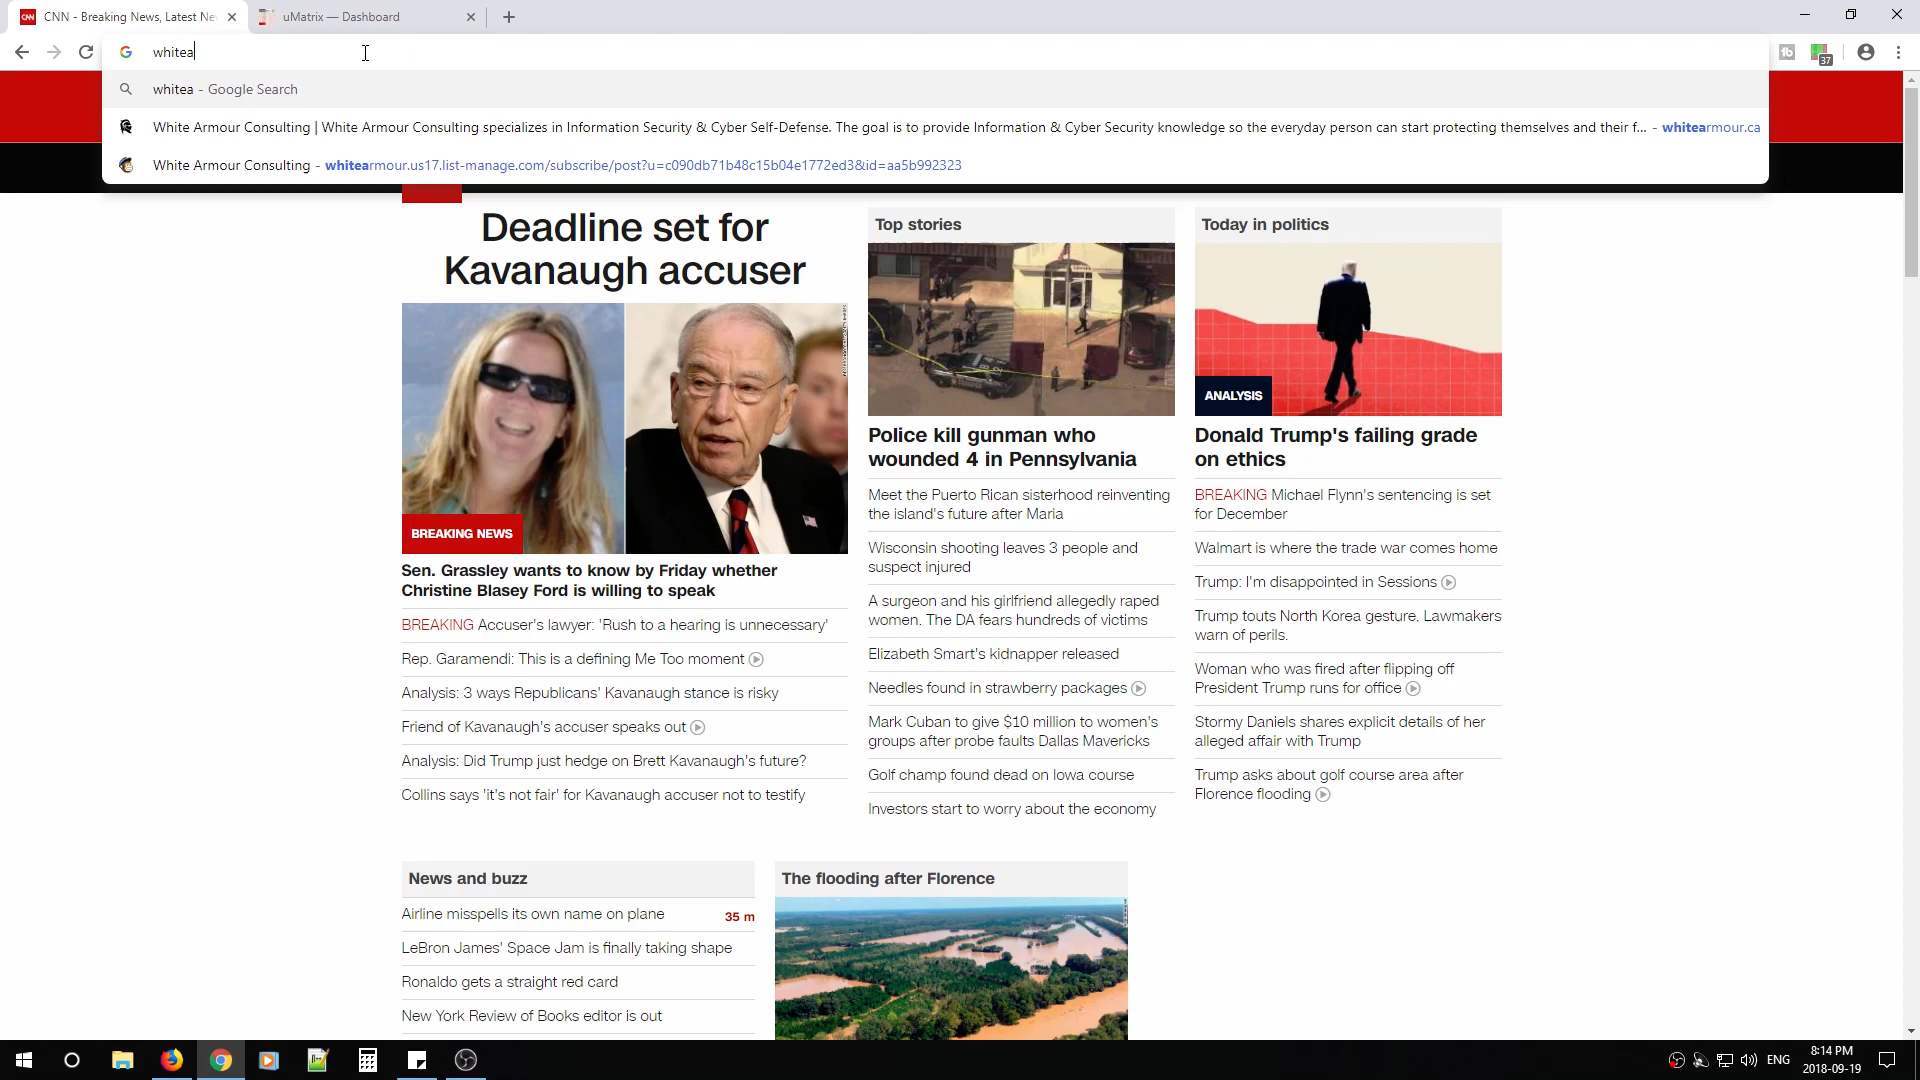 CNN - Breaking News, Latest Ne
uMatrix — Dashboard
whitea
37
whitea - Google Search
White Armour Consulting | White Armour Consulting specializes in Information Security & Cyber Self-Defense. The goal is to provide Information & Cyber Security knowledge so the everyday person can start protecting themselves and their f... - whitearmour.ca
White Armour Consulting - whitearmour.us17.list-manage.com/subscribe/post?u=c090db71b48c15b04e1772ed3&id=aa5b992323
Deadline set for
Kavanaugh accuser
BREAKING NEWS
Sen. Grassley wants to know by Friday whether
Christine Blasey Ford is willing to speak
BREAKING Accuser's lawyer: 'Rush to a hearing is unnecessary'
Rep. Garamendi: This is a defining Me Too moment
Analysis: 3 ways Republicans' Kavanaugh stance is risky
Friend of Kavanaugh's accuser speaks out
Analysis: Did Trump just hedge on Brett Kavanaugh's future?
Collins says 'it's not fair' for Kavanaugh accuser not to testify
Top stories
Police kill gunman who
wounded 4 in Pennsylvania
Meet the Puerto Rican sisterhood reinventing
the island's future after Maria
Wisconsin shooting leaves 3 people and
suspect injured
A surgeon and his girlfriend allegedly raped
women. The DA fears hundreds of victims
Elizabeth Smart's kidnapper released
Needles found in strawberry packages
Mark Cuban to give $10 million to women's
groups after probe faults Dallas Mavericks
Golf champ found dead on Iowa course
Investors start to worry about the economy
Today in politics
ANALYSIS
Donald Trump's failing grade
on ethics
BREAKING Michael Flynn's sentencing is set
for December
Walmart is where the trade war comes home
Trump: I'm disappointed in Sessions
Trump touts North Korea gesture. Lawmakers
warn of perils.
Woman who was fired after flipping off
President Trump runs for office
Stormy Daniels shares explicit details of her
alleged affair with Trump
Trump asks about golf course area after
Florence flooding
News and buzz
Airline misspells its own name on plane 35 m
LeBron James' Space Jam is finally taking shape
Ronaldo gets a straight red card
New York Review of Books editor is out
The flooding after Florence
ENG
8:14 PM
2018-09-19